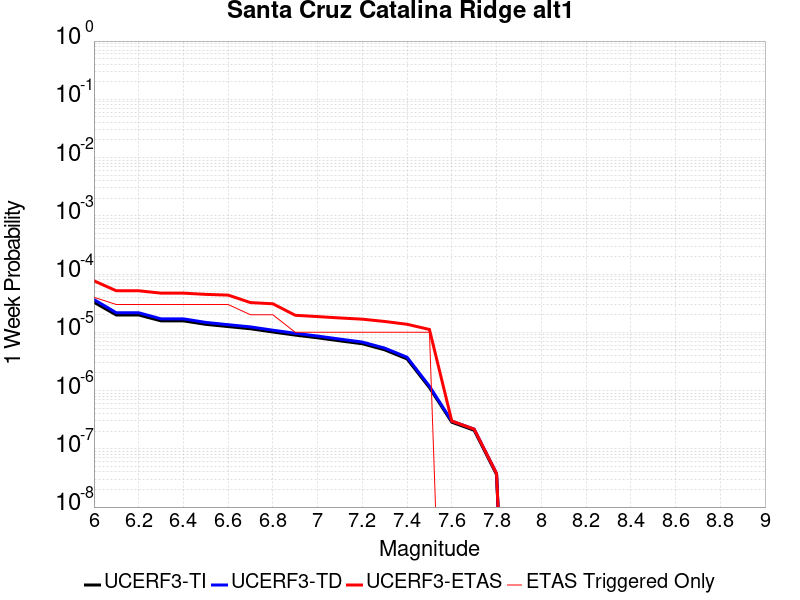 Santa Cruz Catalina Ridge alt1
1 Week Probability
10^0
10^-1
10^-2
10^-3
10^-4
10^-5
10^-6
10^-7
10^-8
6 6.2 6.4 6.6 6.8 7 7.2 7.4 7.6 7.8 8 8.2 8.4 8.6 8.8 9
Magnitude
UCERF3-TI UCERF3-TD UCERF3-ETAS ETAS Triggered Only